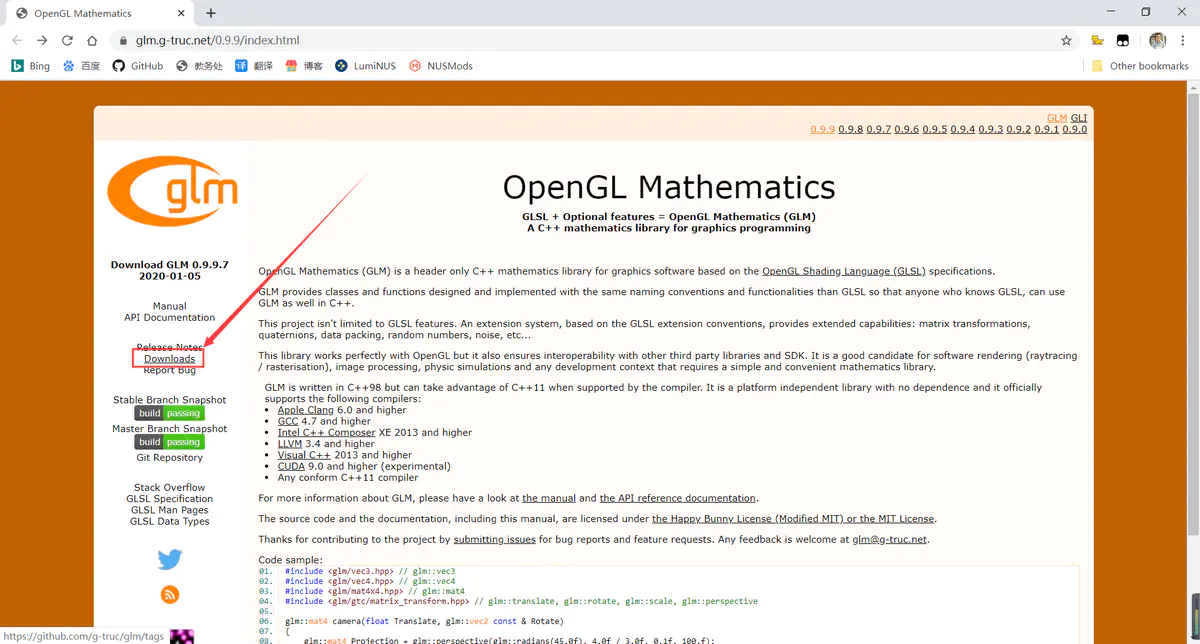 OpenGL Mathematics
glm.g-truc.net/0.9.9/index.html
Bing 百度 GitHub 教务处 译 翻译 博客 LumiNUS NUSMods Other bookmarks
GLM GLI
0.9.9 0.9.8 0.9.7 0.9.6 0.9.5 0.9.4 0.9.3 0.9.2 0.9.1 0.9.0
glm
Download GLM 0.9.9.7
2020-01-05
Manual
API Documentation
Release Notes
Downloads
Report Bug
Stable Branch Snapshot
build passing
Master Branch Snapshot
build passing
Git Repository
Stack Overflow
GLSL Specification
GLSL Man Pages
GLSL Data Types
OpenGL Mathematics
GLSL + Optional features = OpenGL Mathematics (GLM)
A C++ mathematics library for graphics programming
OpenGL Mathematics (GLM) is a header only C++ mathematics library for graphics software based on the OpenGL Shading Language (GLSL) specifications.
GLM provides classes and functions designed and implemented with the same naming conventions and functionalities than GLSL so that anyone who knows GLSL, can use
GLM as well in C++.
This project isn't limited to GLSL features. An extension system, based on the GLSL extension conventions, provides extended capabilities: matrix transformations,
quaternions, data packing, random numbers, noise, etc...
This library works perfectly with OpenGL but it also ensures interoperability with other third party libraries and SDK. It is a good candidate for software rendering (raytracing
/ rasterisation), image processing, physic simulations and any development context that requires a simple and convenient mathematics library.
GLM is written in C++98 but can take advantage of C++11 when supported by the compiler. It is a platform independent library with no dependence and it officially
supports the following compilers:
• Apple Clang 6.0 and higher
• GCC 4.7 and higher
• Intel C++ Composer XE 2013 and higher
• LLVM 3.4 and higher
• Visual C++ 2013 and higher
• CUDA 9.0 and higher (experimental)
• Any conform C++11 compiler
For more information about GLM, please have a look at the manual and the API reference documentation.
The source code and the documentation, including this manual, are licensed under the Happy Bunny License (Modified MIT) or the MIT License.
Thanks for contributing to the project by submitting issues for bug reports and feature requests. Any feedback is welcome at glm@g-truc.net.
Code sample:
01. #include <glm/vec3.hpp> // glm::vec3
02. #include <glm/vec4.hpp> // glm::vec4
03. #include <glm/mat4x4.hpp> // glm::mat4
04. #include <glm/gtc/matrix_transform.hpp> // glm::translate, glm::rotate, glm::scale, glm::perspective
05.
06. glm::mat4 camera(float Translate, glm::vec2 const & Rotate)
07. {
08. glm::mat4 Projection = glm::perspective(glm::radians(45.0f), 4.0f / 3.0f, 0.1f, 100.f);
https://github.com/g-truc/glm/tags